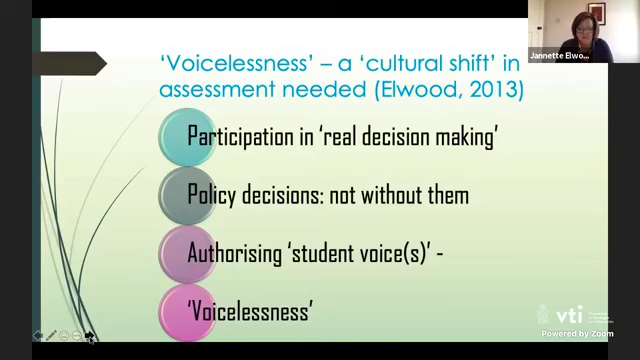 'Voicelessness' – a 'cultural shift' in
assessment needed (Elwood, 2013)
Participation in 'real decision making'
Policy decisions: not without them
Authorising 'student voice(s)' -
'Voicelessness'
Jannette Elwo...
vti
Powered by Zoom